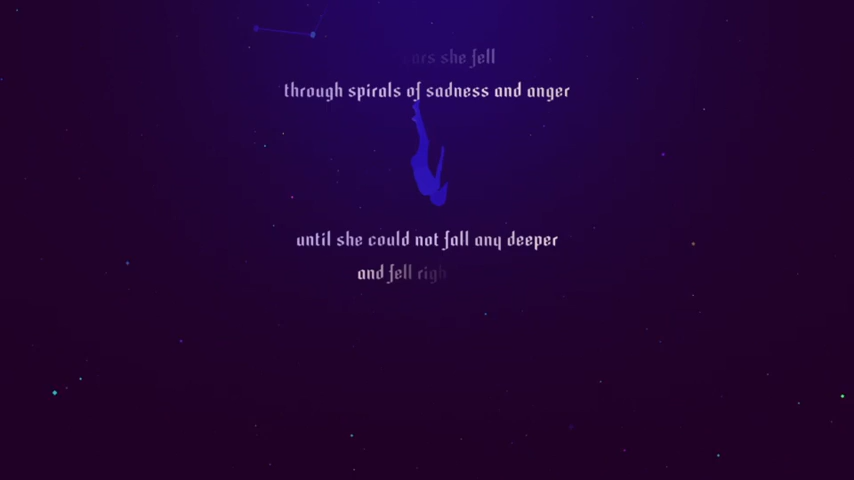 she fell
through spirals of sadness and anger
until she could not fall any deeper
and fell